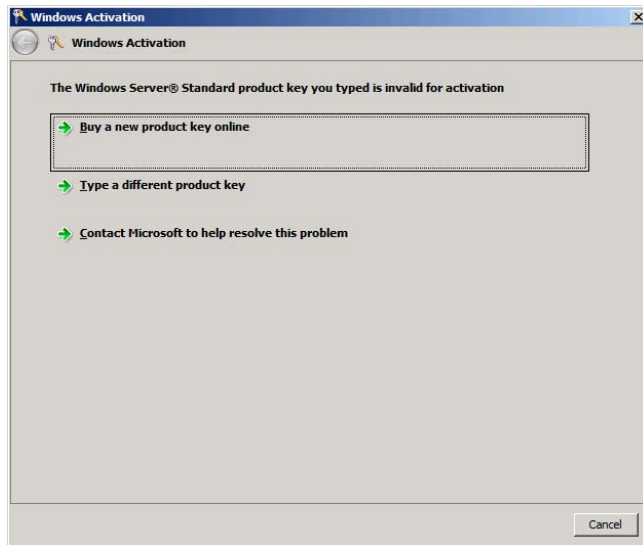 Windows Activation
Windows Activation
The Windows Server® Standard product key you typed is invalid for activation
Buy a new product key online
Type a different product key
Contact Microsoft to help resolve this problem
Cancel